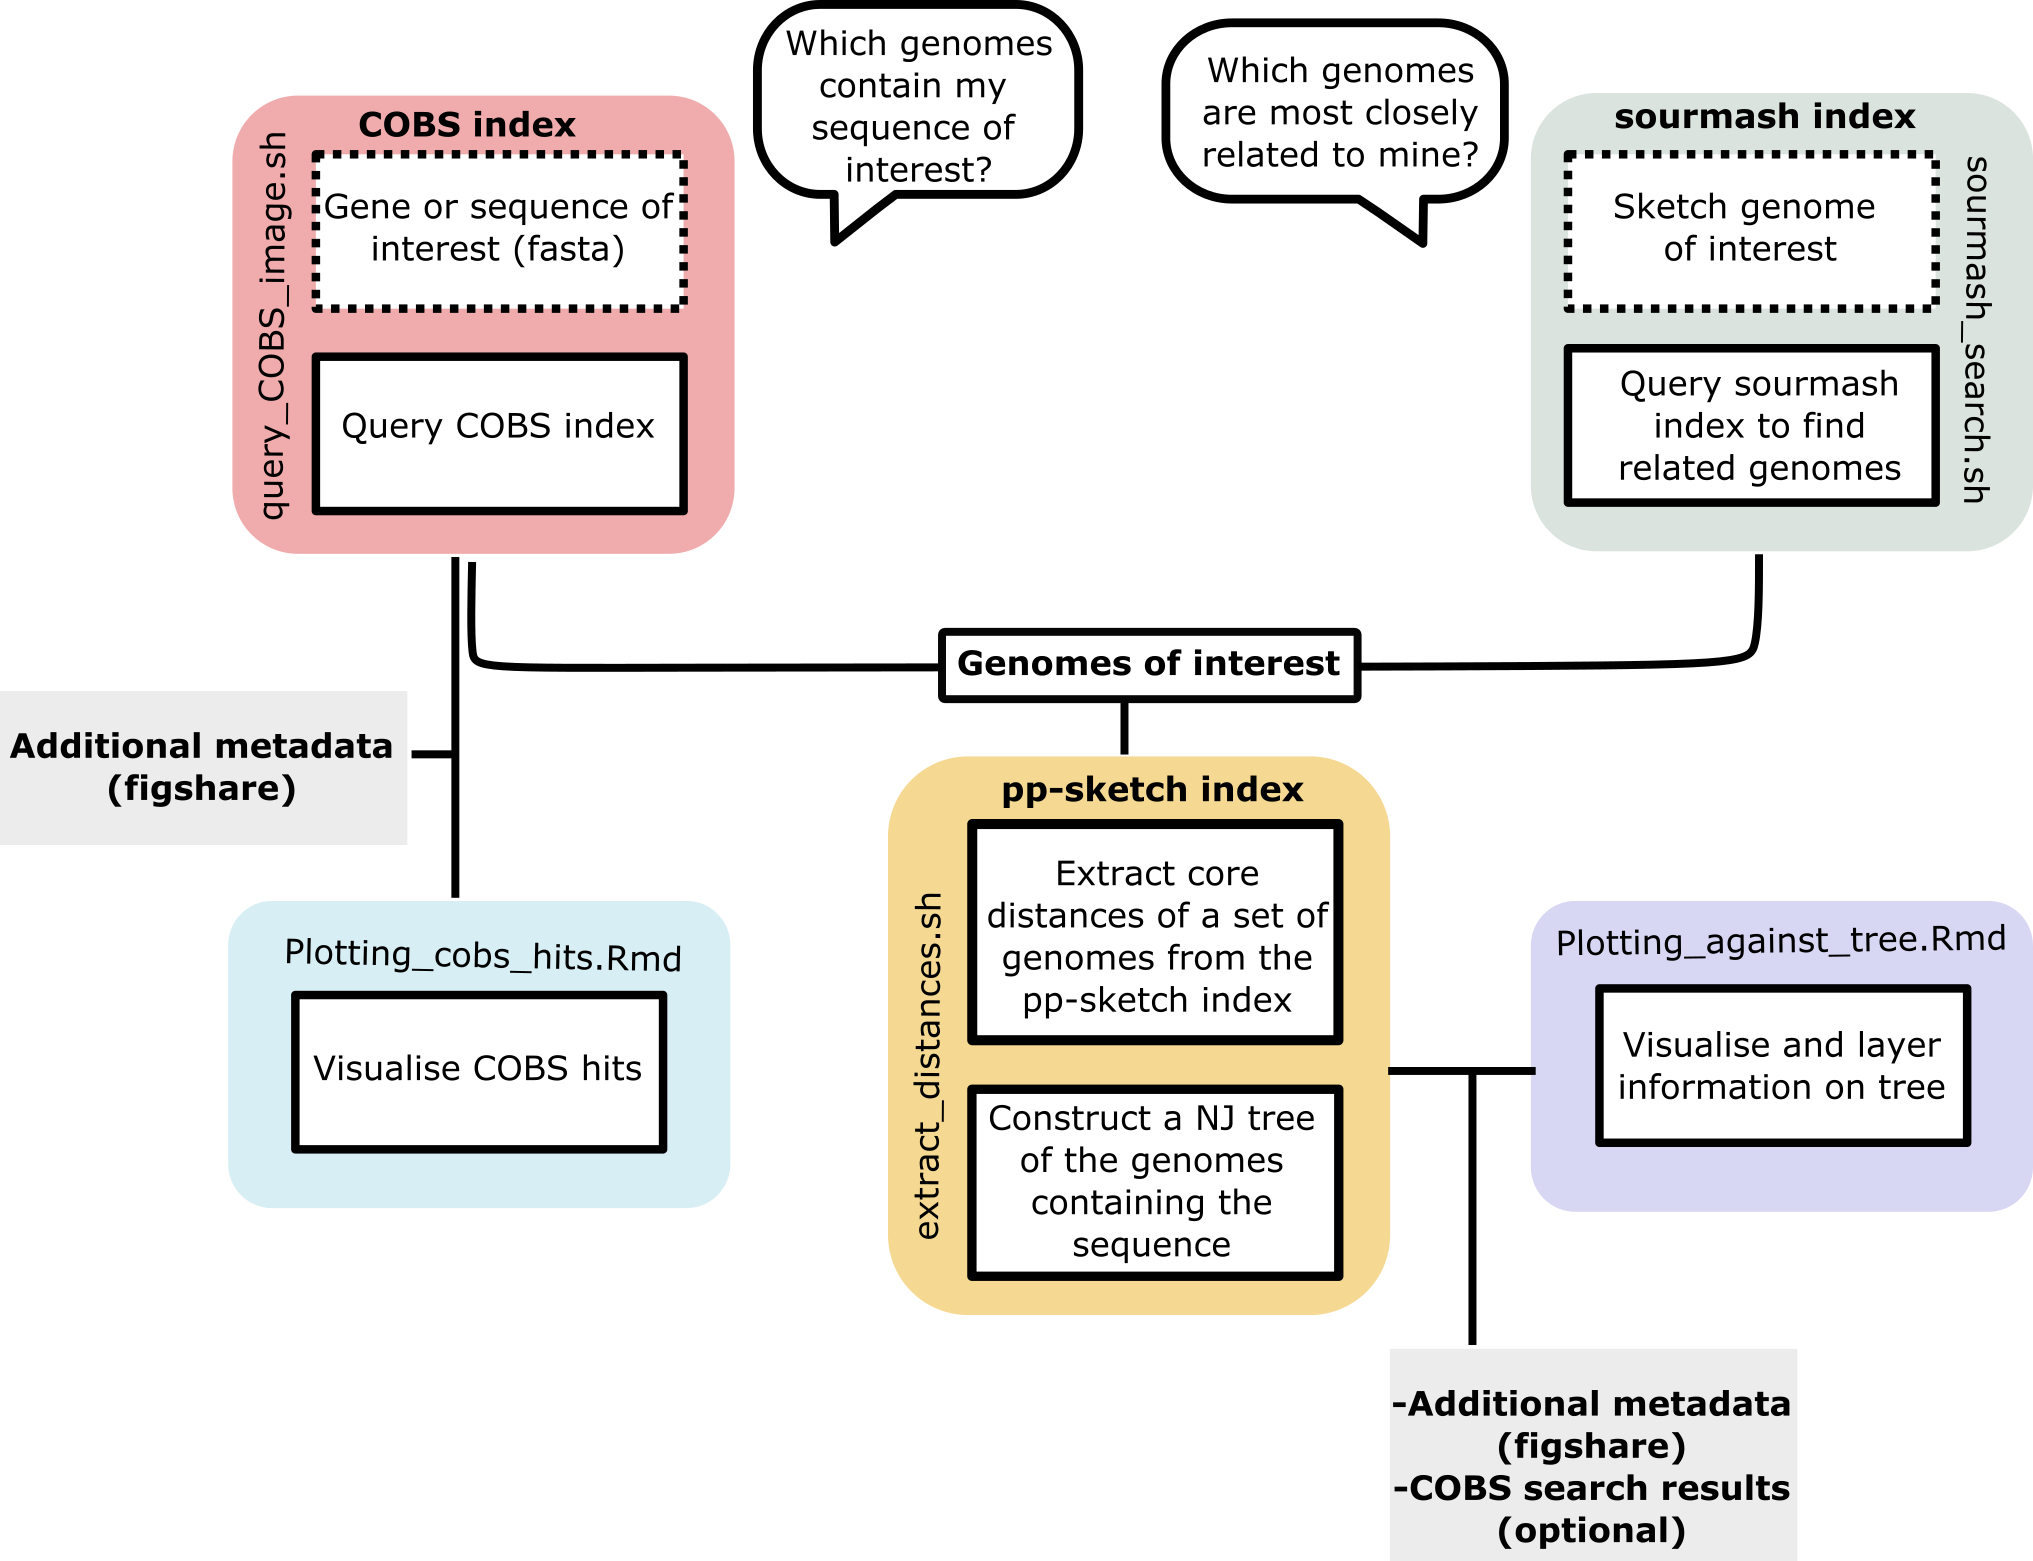 Which genomes
contain my
sequence of
interest?
Which genomes
are most closely
related to mine?
COBS index
query_COBS_image.sh
Gene or sequence of
interest (fasta)
Query COBS index
sourmash index
sourmash_search.sh
Sketch genome
of interest
Query sourmash
index to find
related genomes
Genomes of interest
Additional metadata
(figshare)
Plotting_cobs_hits.Rmd
Visualise COBS hits
pp-sketch index
extract_distances.sh
Extract core
distances of a set of
genomes from the
pp-sketch index
Construct a NJ tree
of the genomes
containing the
sequence
Plotting_against_tree.Rmd
Visualise and layer
information on tree
-Additional metadata
(figshare)
-COBS search results
(optional)